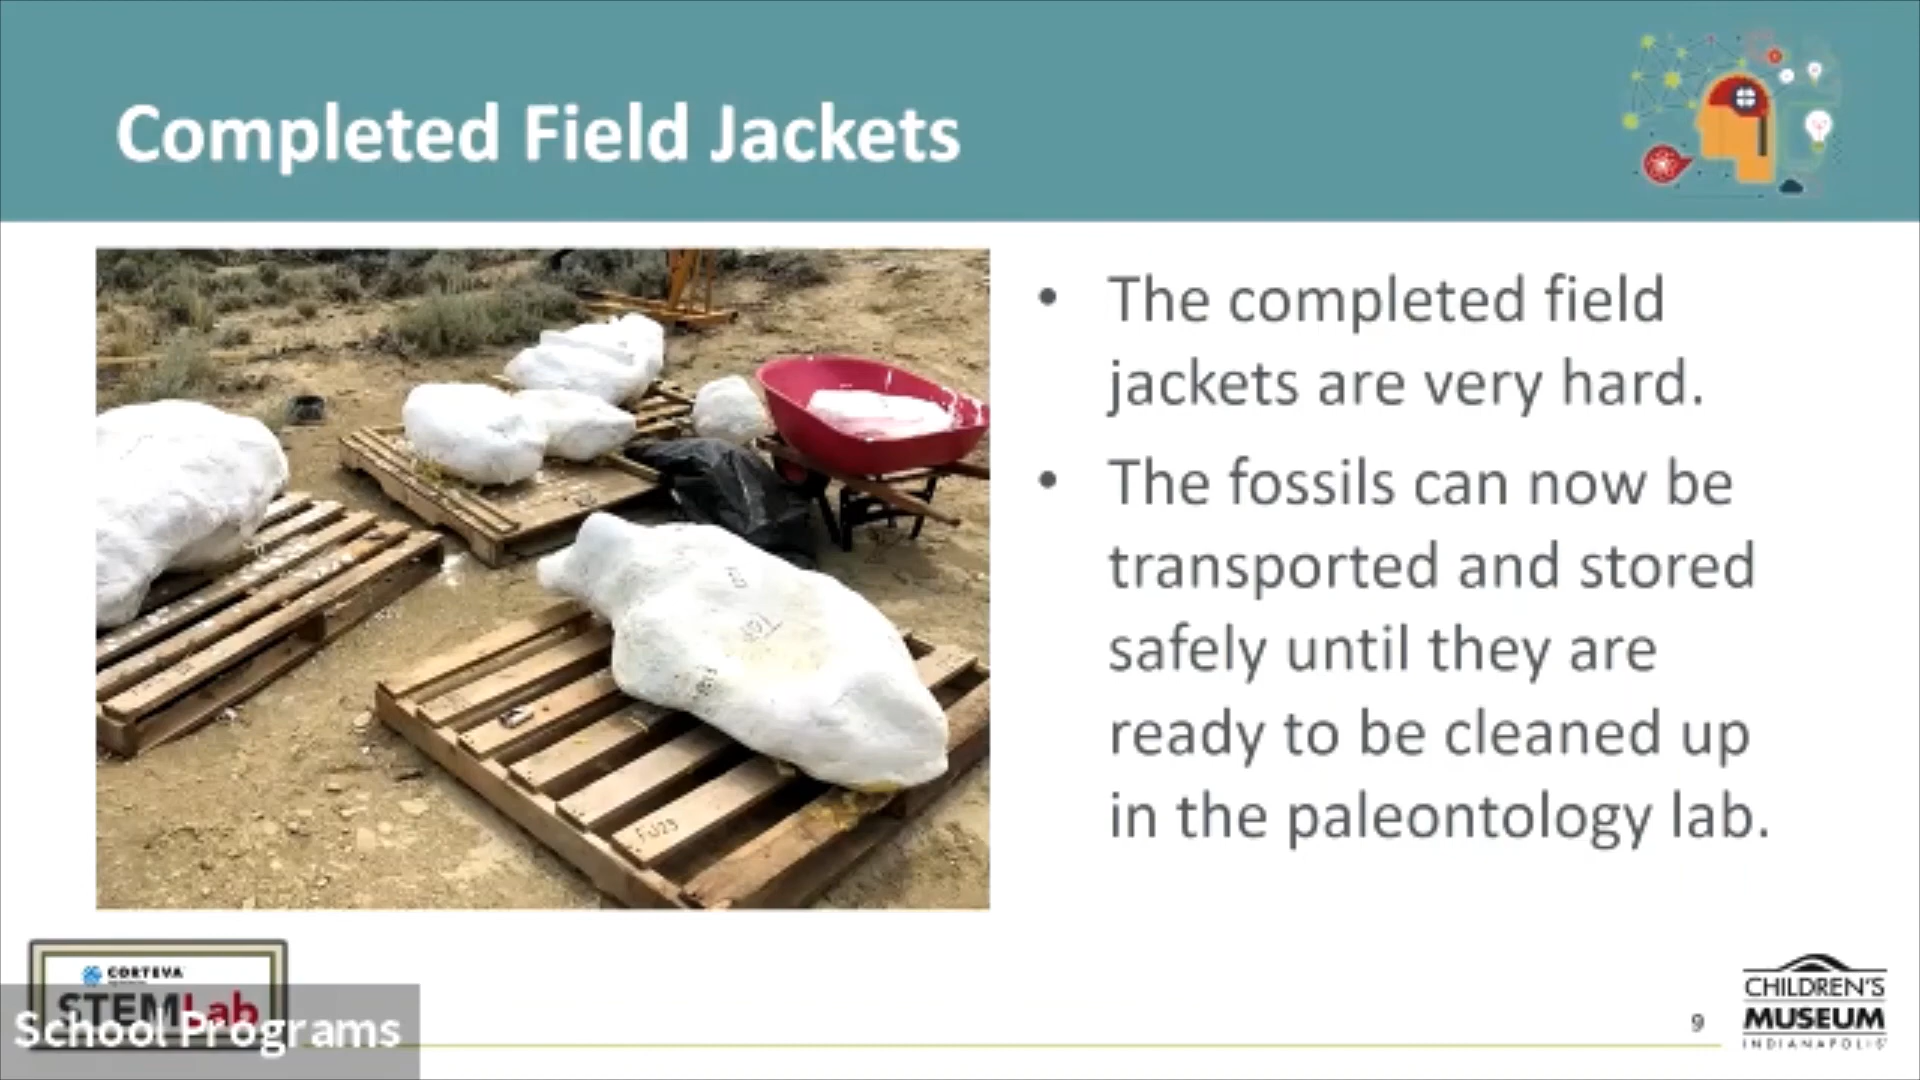 Completed Field Jackets
• The completed field
jackets are very hard.
• The fossils can now be
transported and stored
safely until they are
ready to be cleaned up
in the paleontology lab.
FJ23
CORTEVA
STEMLab
School Programs
9
CHILDREN'S
MUSEUM
INDIANAPOLIS